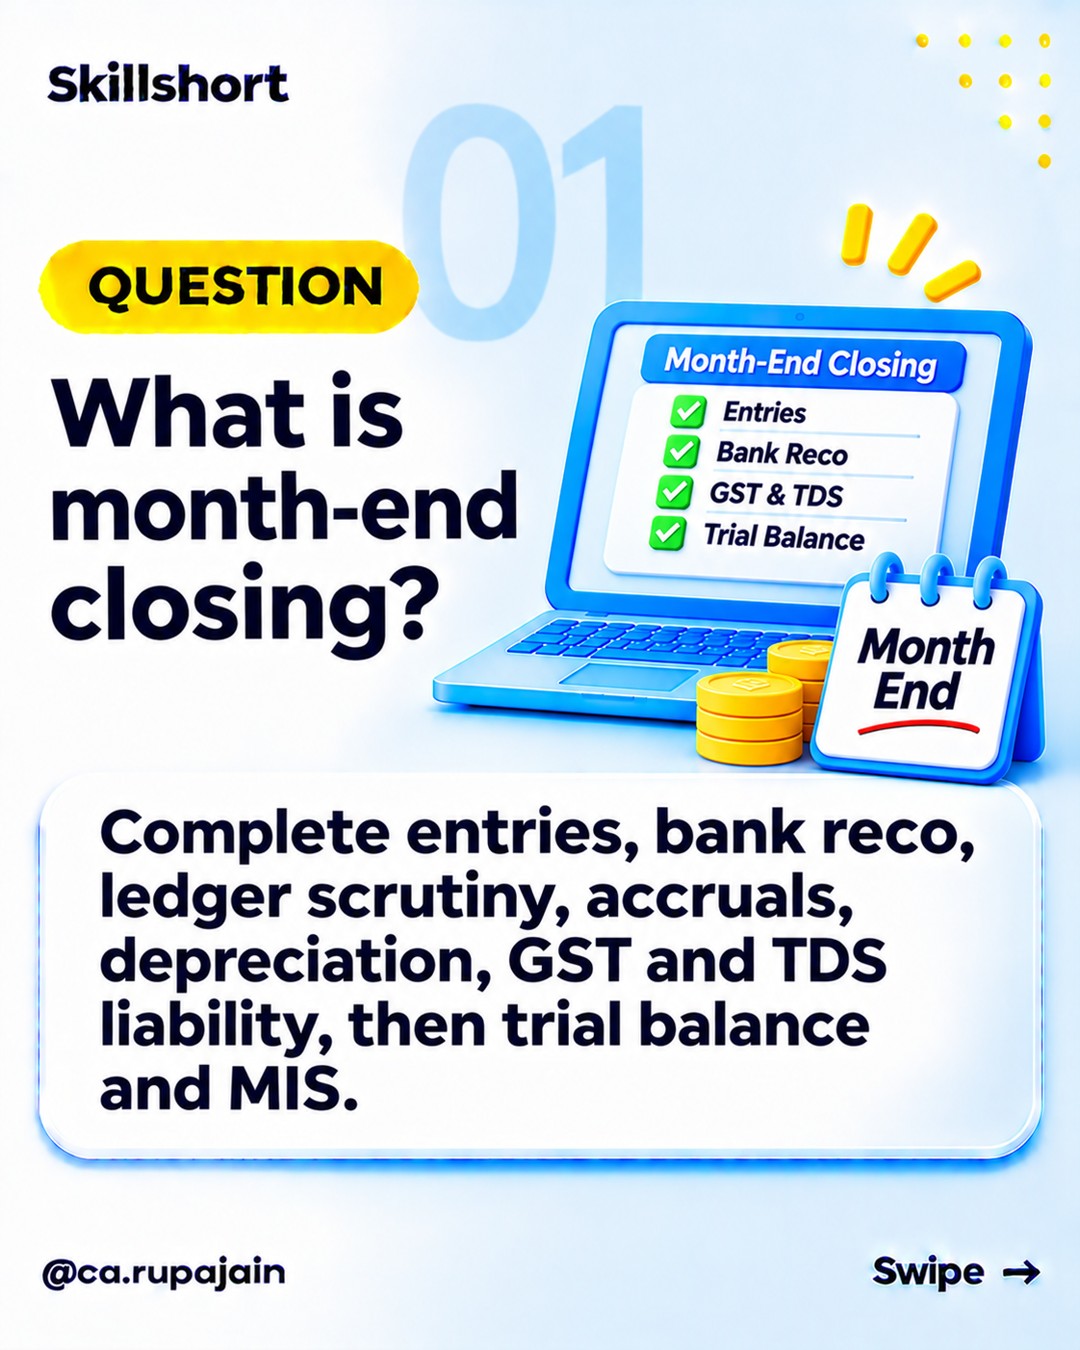 Skillshort
01
QUESTION
What is
month-end
closing?
Month-End Closing
Entries
Bank Reco
GST & TDS
Trial Balance
Month
End
Complete entries, bank reco,
ledger scrutiny, accruals,
depreciation, GST and TDS
liability, then trial balance
and MIS.
@ca.rupajain
Swipe →